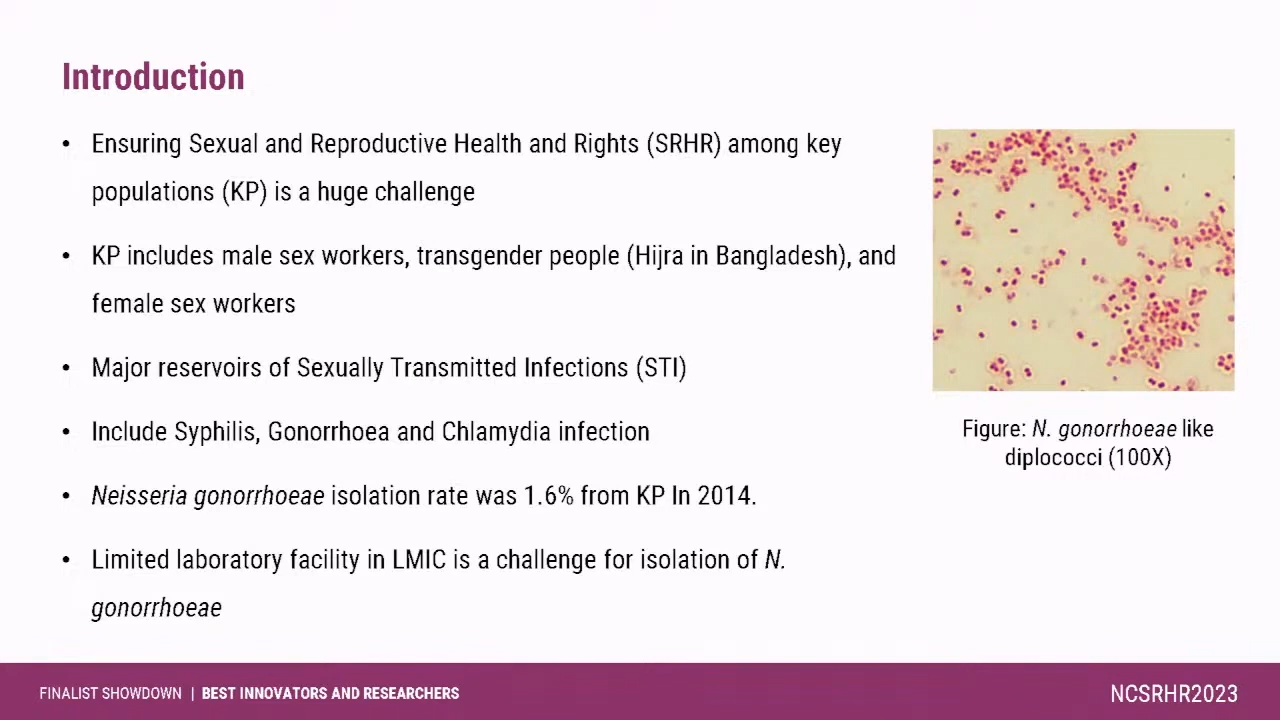 Introduction
• Ensuring Sexual and Reproductive Health and Rights (SRHR) among key
populations (KP) is a huge challenge
• KP includes male sex workers, transgender people (Hijra in Bangladesh), and
female sex workers
• Major reservoirs of Sexually Transmitted Infections (STI)
• Include Syphilis, Gonorrhoea and Chlamydia infection
• Neisseria gonorrhoeae isolation rate was 1.6% from KP In 2014.
• Limited laboratory facility in LMIC is a challenge for isolation of N.
gonorrhoeae
Figure: N. gonorrhoeae like
diplococci (100X)
FINALIST SHOWDOWN | BEST INNOVATORS AND RESEARCHERS
NCSRHR2023